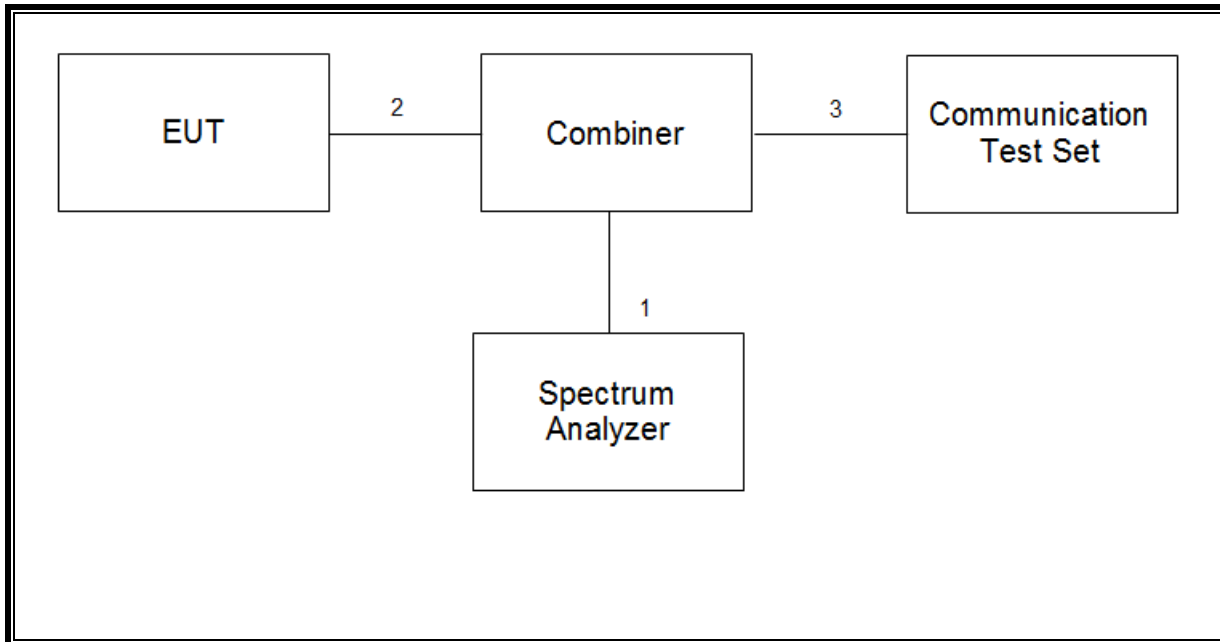 EUT
2
Combiner
3
Communication
Test Set
1
Spectrum
Analyzer